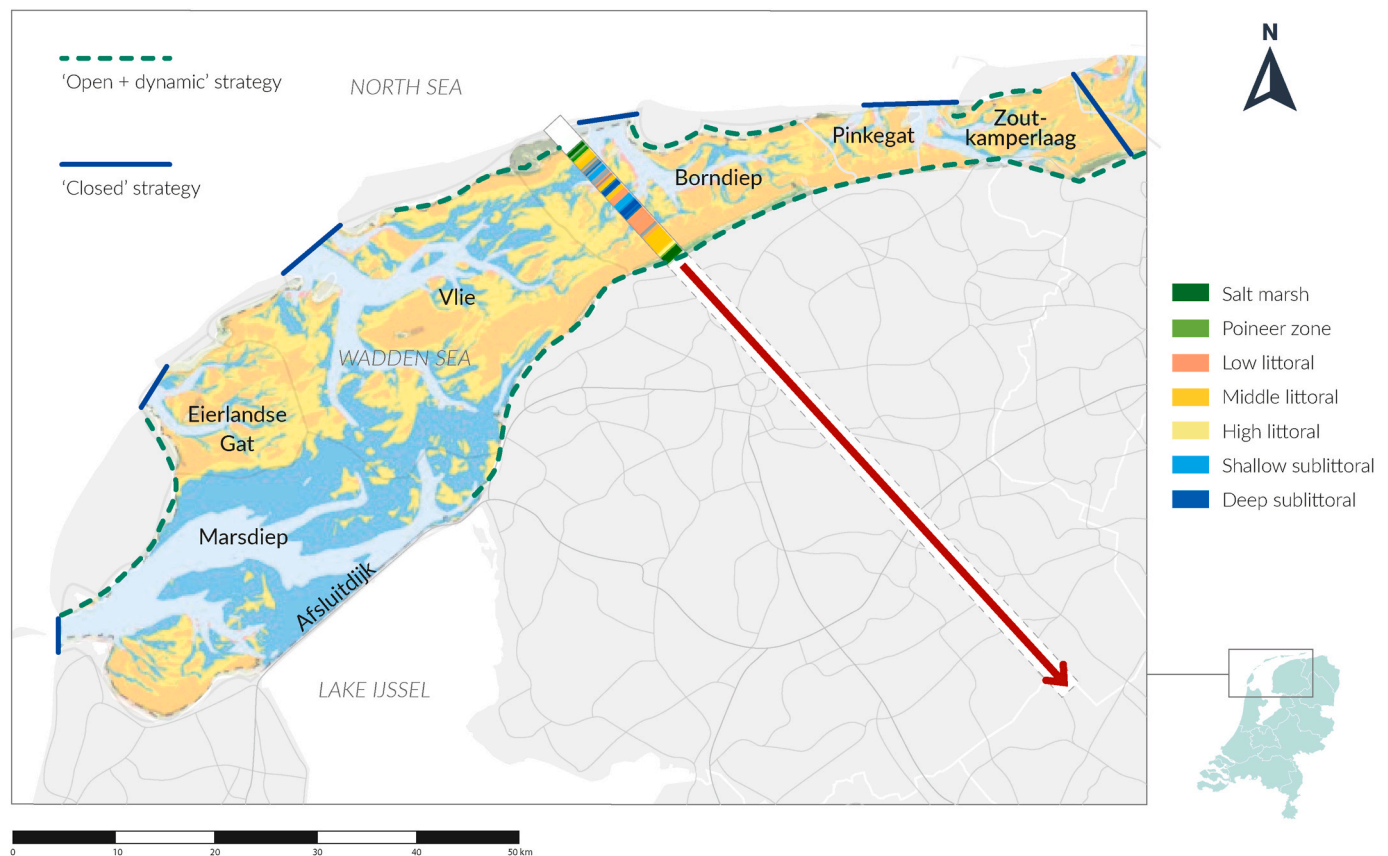 'Open + dynamic' strategy
'Closed' strategy
NORTH SEA
N
Zout-
kamperlaag
Pinkegat
Borndiep
Vlie
WADDEN SEA
Eierlandse
Gat
Marsdiep
Afsluitdijk
LAKE IJSSEL
Salt marsh
Poineer zone
Low littoral
Middle littoral
High littoral
Shallow sublittoral
Deep sublittoral
0 10 20 30 40 50 km